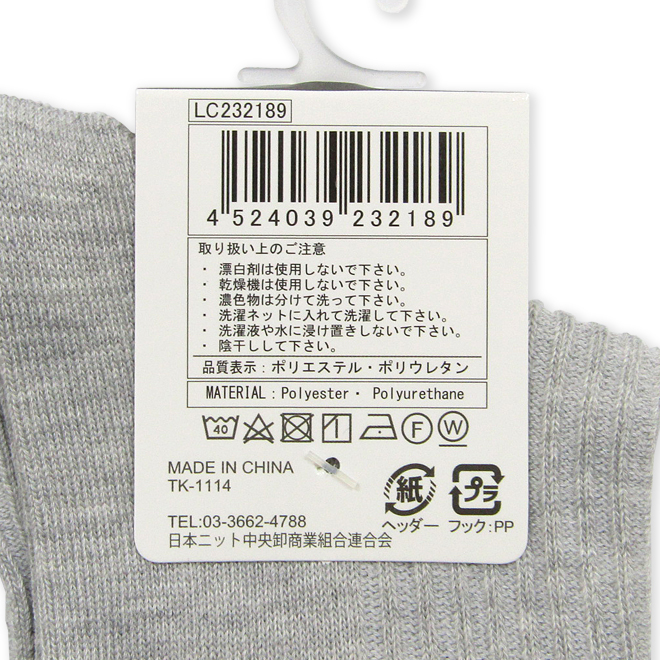 LC232189
4 524039 232189
取り扱い上のご注意
・ 漂白剤は使用しないで下さい。
・ 乾燥機は使用しないで下さい。
・ 濃色物は分けて洗って下さい。
・ 洗濯ネットに入れて洗濯して下さい。
・ 洗濯液や水に浸け置きしないで下さい。
・ 陰干しして下さい。
品質表示：ポリエステル・ポリウレタン
MATERIAL：Polyester・ Polyurethane
40 F W
MADE IN CHINA
TK-1114
紙 プラ
ヘッダー フック：PP
TEL:03-3662-4788
日本ニット中央卸商業組合連合会